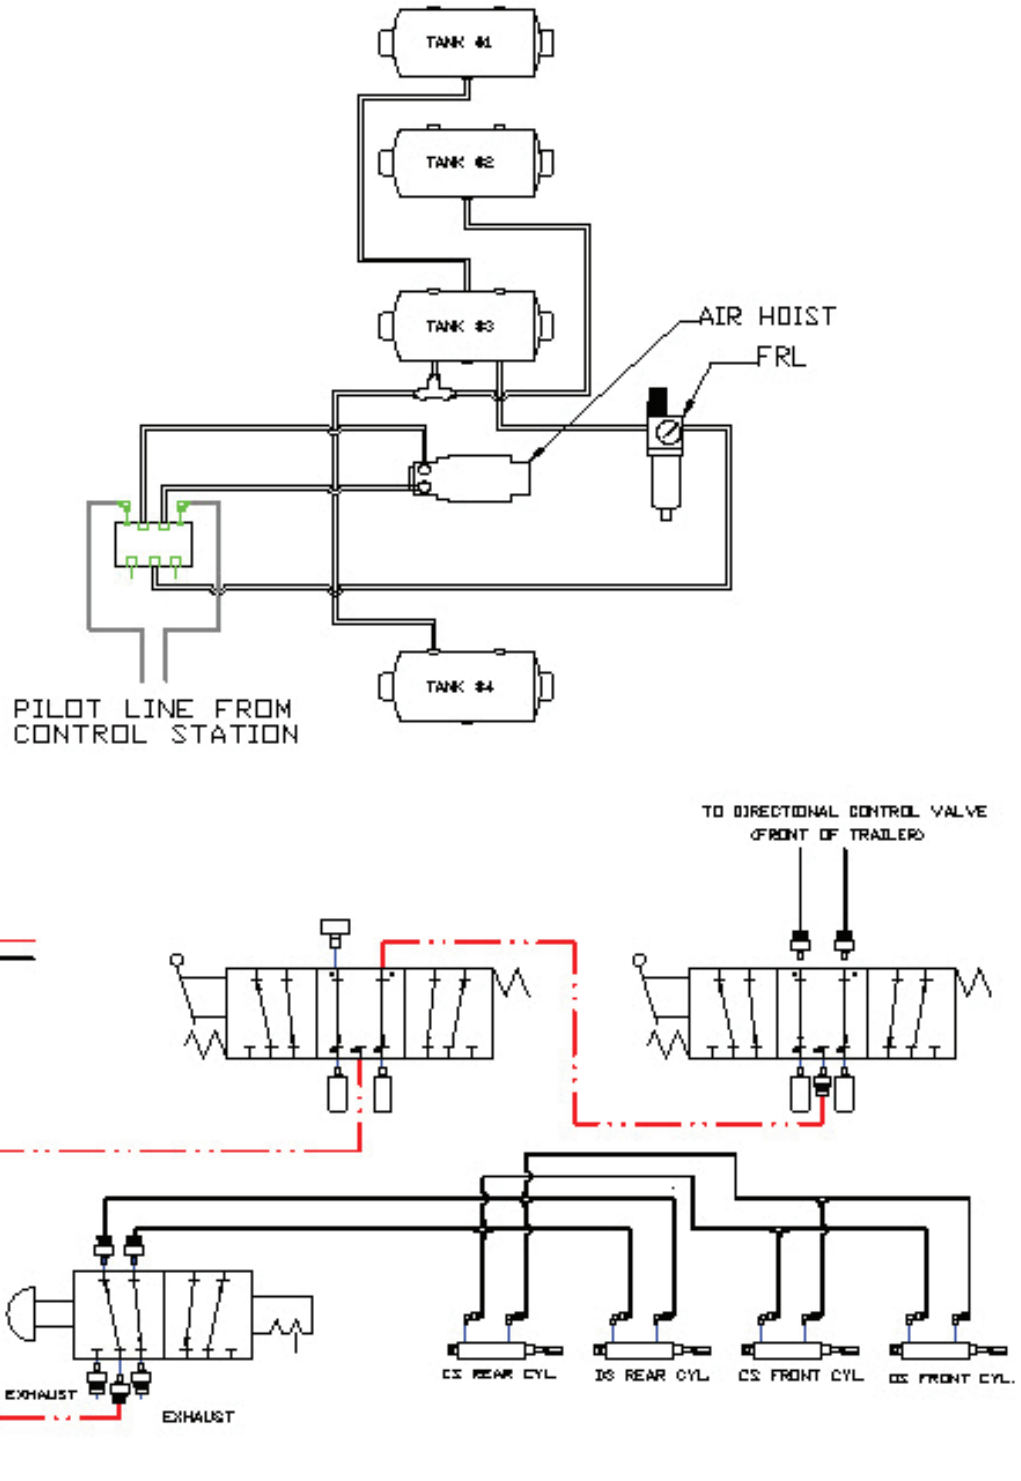 TANK #1
TANK #2
TANK #3
AIR HOIST
FRL
TANK #4
PILOT LINE FROM
CONTROL STATION
TO DIRECTIONAL CONTROL VALVE
(FRONT OF TRAILER)
CS REAR CYL.
DS REAR CYL.
CS FRONT CYL.
DS FRONT CYL.
EXHAUST
EXHAUST